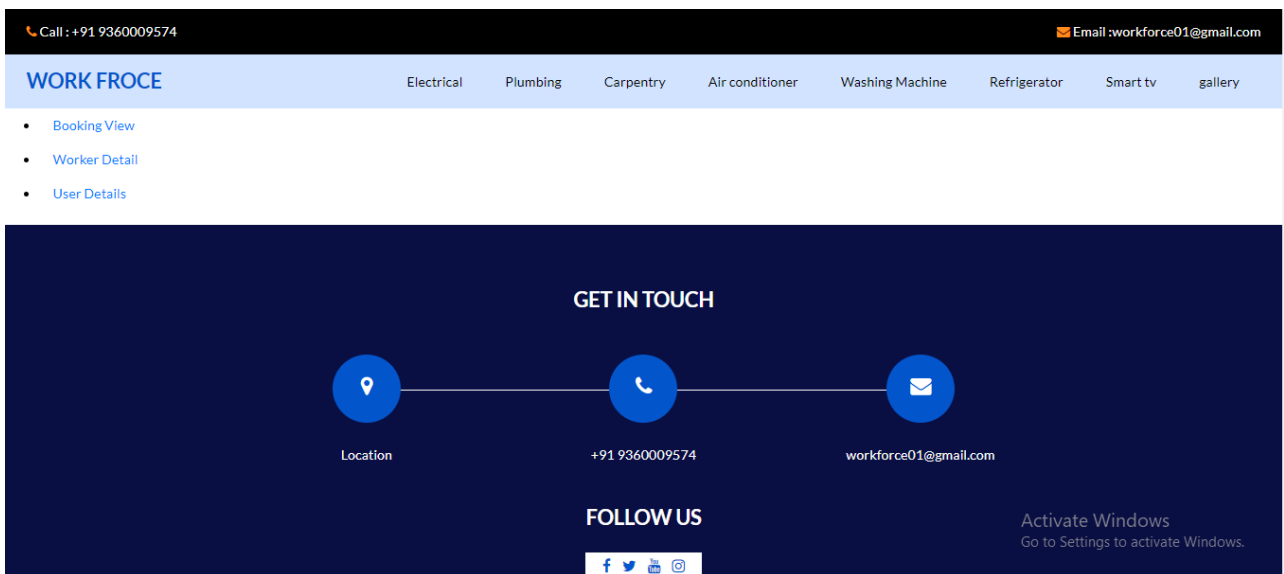 Call : +91 9360009574
Email :workforce01@gmail.com
WORK FROCE
Electrical Plumbing Carpentry Air conditioner Washing Machine Refrigerator Smart tv gallery
Booking View
Worker Detail
User Details
GET IN TOUCH
Location +91 9360009574 workforce01@gmail.com
FOLLOW US
Activate Windows
Go to Settings to activate Windows.
You Tube